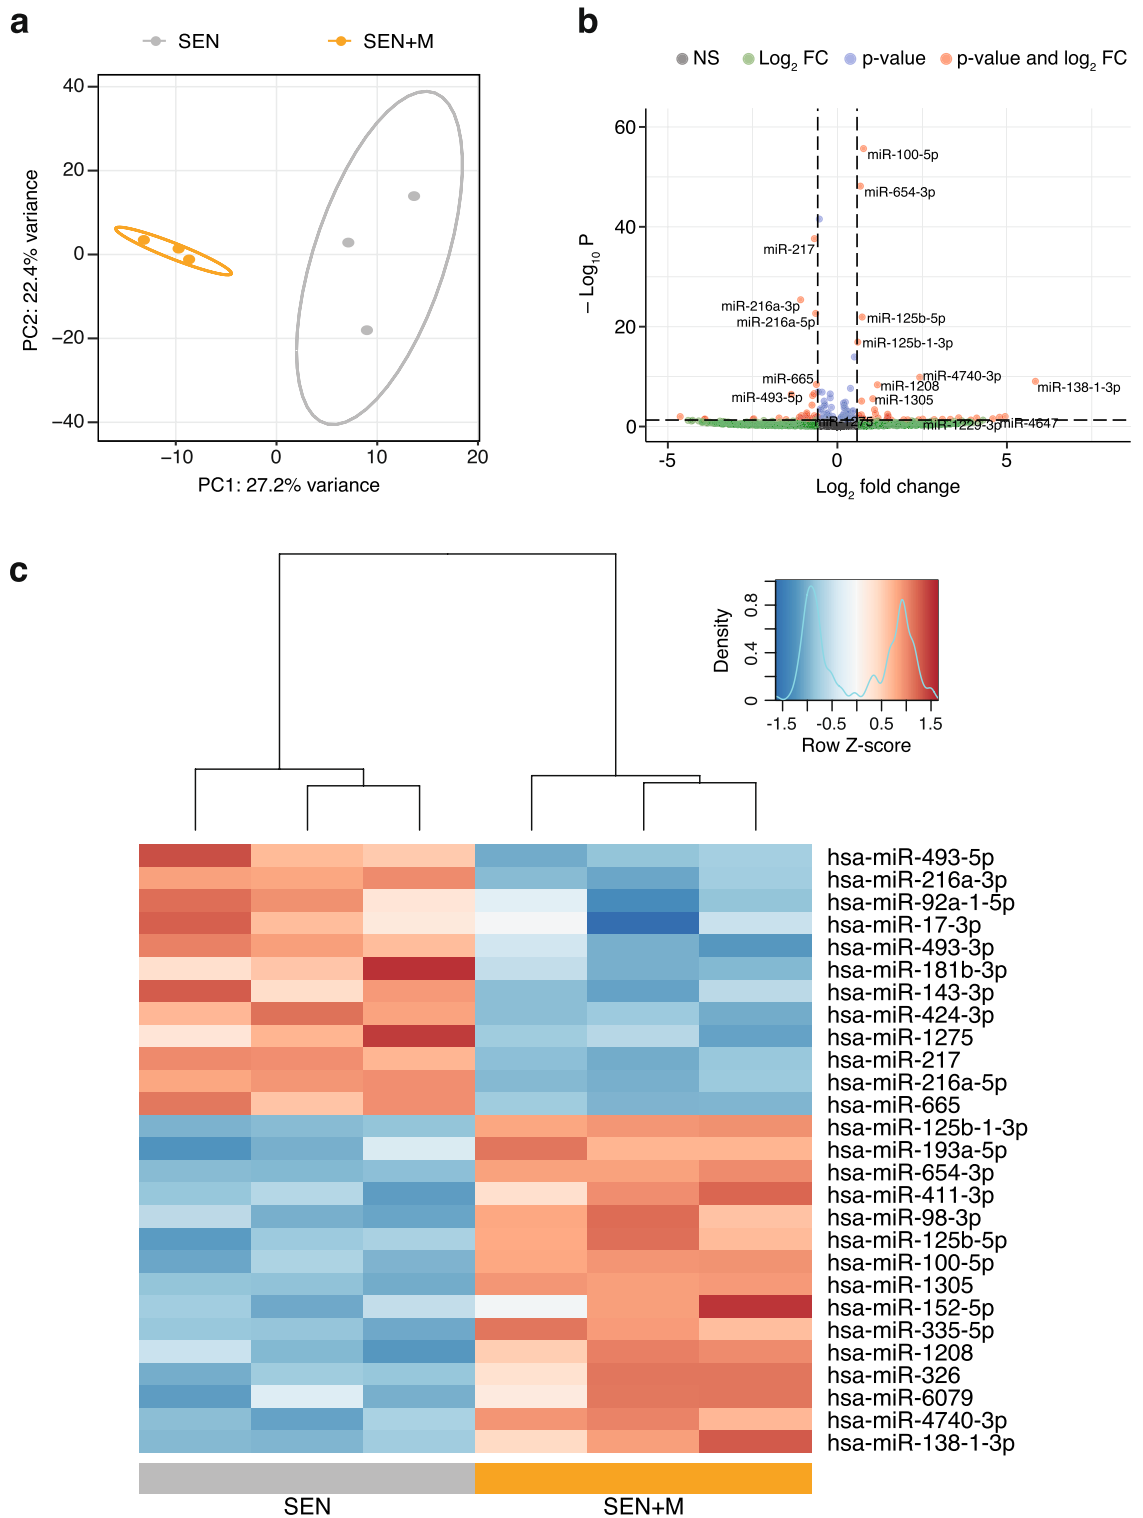 a
SEN SEN+M
40
20
0
−20
−40
PC2: 22.4% variance
−10 0 10 20
PC1: 27.2% variance
b
NS Log2 FC p-value p-value and log2 FC
60
40
20
0
− Log10 P
miR-100-5p
miR-654-3p
miR-217
miR-216a-3p
miR-216a-5p
miR-125b-5p
miR-125b-1-3p
miR-665
miR-4740-3p
miR-138-1-3p
miR-1208
miR-493-5p
miR-1305
miR-1275
miR-1229-3p
miR-4647
-5 0 5
Log2 fold change
c
Density
0 0.4 0.8
-1.5 -0.5 0.5 1.5
Row Z-score
hsa-miR-493-5p
hsa-miR-216a-3p
hsa-miR-92a-1-5p
hsa-miR-17-3p
hsa-miR-493-3p
hsa-miR-181b-3p
hsa-miR-143-3p
hsa-miR-424-3p
hsa-miR-1275
hsa-miR-217
hsa-miR-216a-5p
hsa-miR-665
hsa-miR-125b-1-3p
hsa-miR-193a-5p
hsa-miR-654-3p
hsa-miR-411-3p
hsa-miR-98-3p
hsa-miR-125b-5p
hsa-miR-100-5p
hsa-miR-1305
hsa-miR-152-5p
hsa-miR-335-5p
hsa-miR-1208
hsa-miR-326
hsa-miR-6079
hsa-miR-4740-3p
hsa-miR-138-1-3p
SEN SEN+M